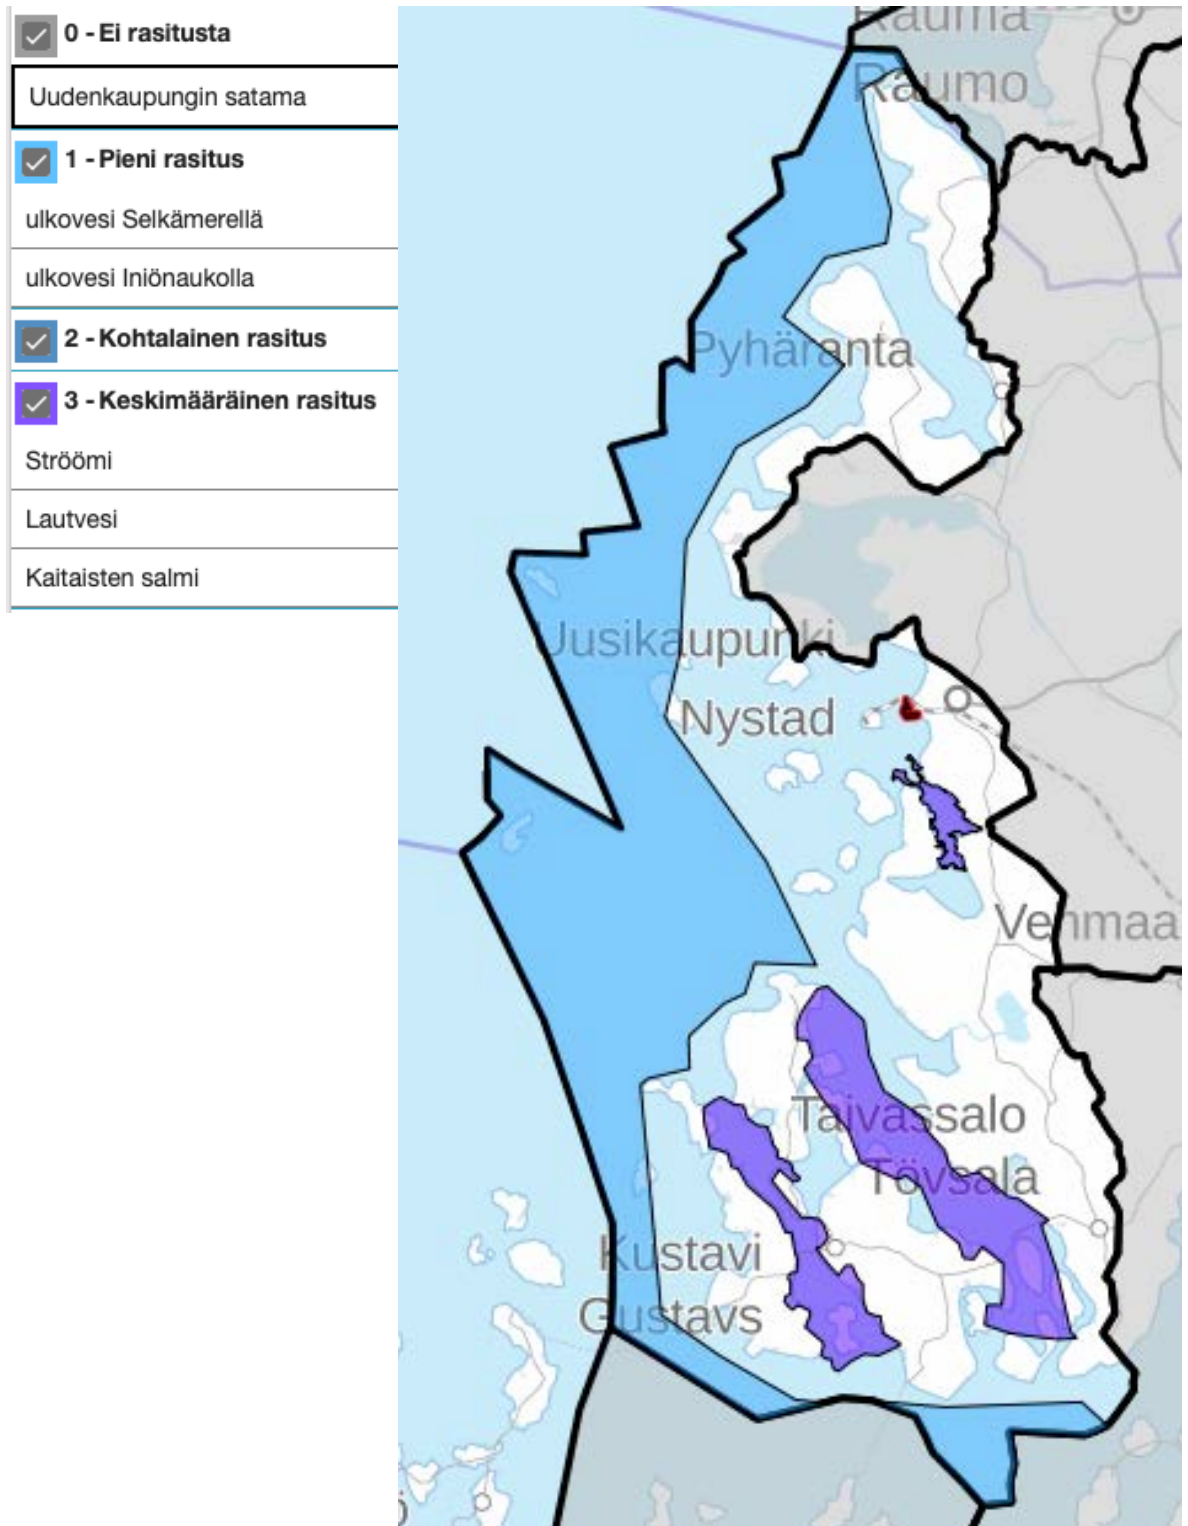 0 - Ei rasitusta
Uudenkaupungin satama
1 - Pieni rasitus
ulkovesi Selkämerellä
ulkovesi Iniönaukolla
2 - Kohtalainen rasitus
3 - Keskimääräinen rasitus
Ströömi
Lautvesi
Kaitaisten salmi
Rauma
Raumo
Pyhäranta
Uusikaupunki
Nystad
Vehmaa
Taivassalo
Tövsala
Kustavi
Gustavs